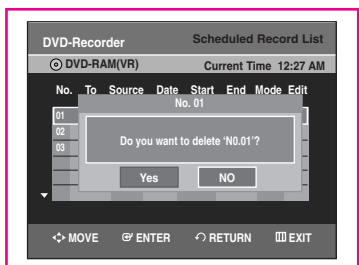 DVD-Recorder Scheduled Record List
DVD-RAM(VR) Current Time 12:27 AM
No. To Source Date Start End Mode Edit
No. 01
01
02
03
Do you want to delete ‘N0.01’?
Yes NO
MOVE ENTER RETURN EXIT